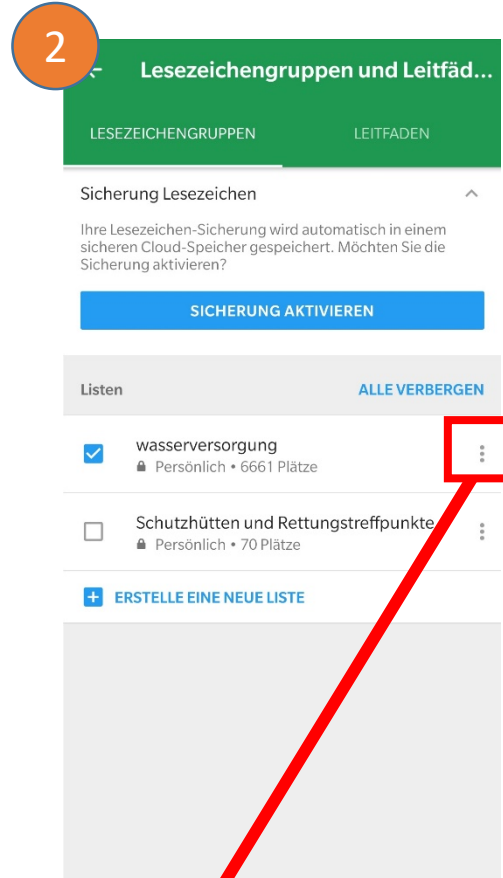 2
Lesezeichengruppen und Leitfäd...
LESEZEICHENGRUPPEN
LEITFADEN
Sicherung Lesezeichen
Ihre Lesezeichen-Sicherung wird automatisch in einem
sicheren Cloud-Speicher gespeichert. Möchten Sie die
Sicherung aktivieren?
SICHERUNG AKTIVIEREN
Listen
ALLE VERBERGEN
wasserversorgung
Persönlich • 6661 Plätze
Schutzhütten und Rettungstreffpunkte
Persönlich • 70 Plätze
ERSTELLE EINE NEUE LISTE